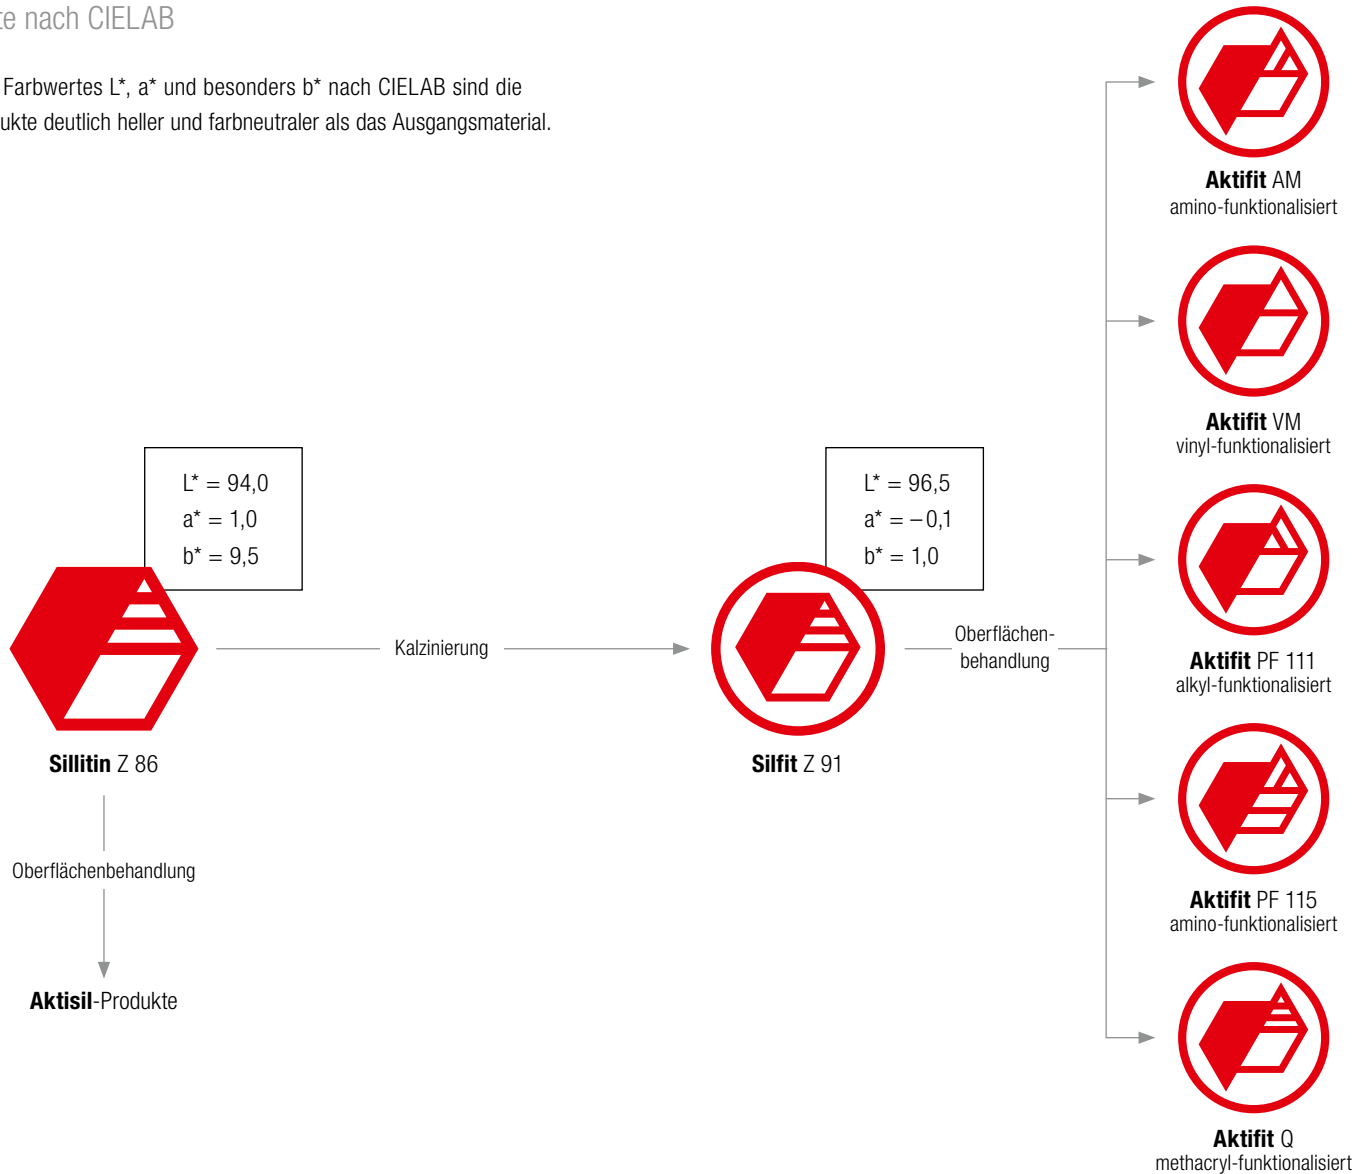 te nach CIELAB
Farbwertes L*, a* und besonders b* nach CIELAB sind die
ukte deutlich heller und farbneutraler als das Ausgangsmaterial.
Aktifit AM
amino-funktionalisiert
Aktifit VM
vinyl-funktionalisiert
L* = 94,0
a* = 1,0
b* = 9,5
L* = 96,5
a* = –0,1
b* = 1,0
Kalzinierung
Oberflächen-
behandlung
Aktifit PF 111
alkyl-funktionalisiert
Sillitin Z 86
Silfit Z 91
Oberflächenbehandlung
Aktifit PF 115
amino-funktionalisiert
Aktisil-Produkte
Aktifit Q
methacryl-funktionalisiert